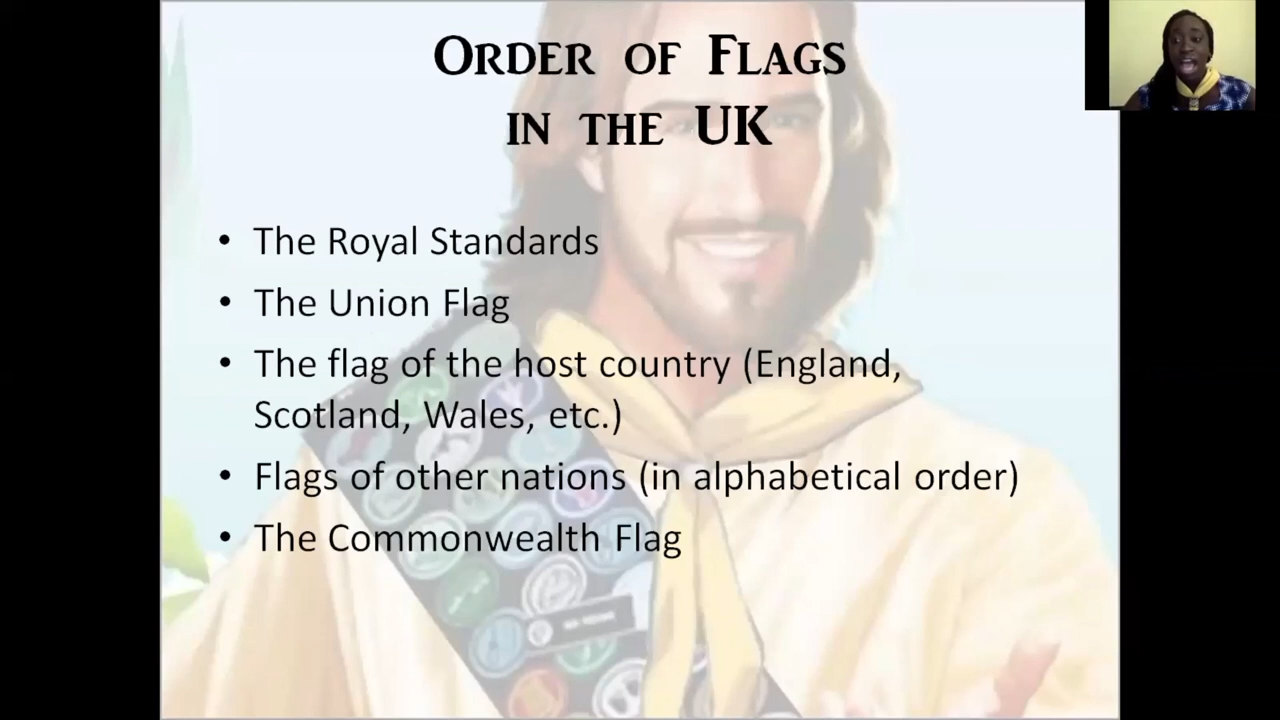 ORDER OF FLAGS
IN THE UK
• The Royal Standards
• The Union Flag
• The flag of the host country (England,
Scotland, Wales, etc.)
• Flags of other nations (in alphabetical order)
• The Commonwealth Flag